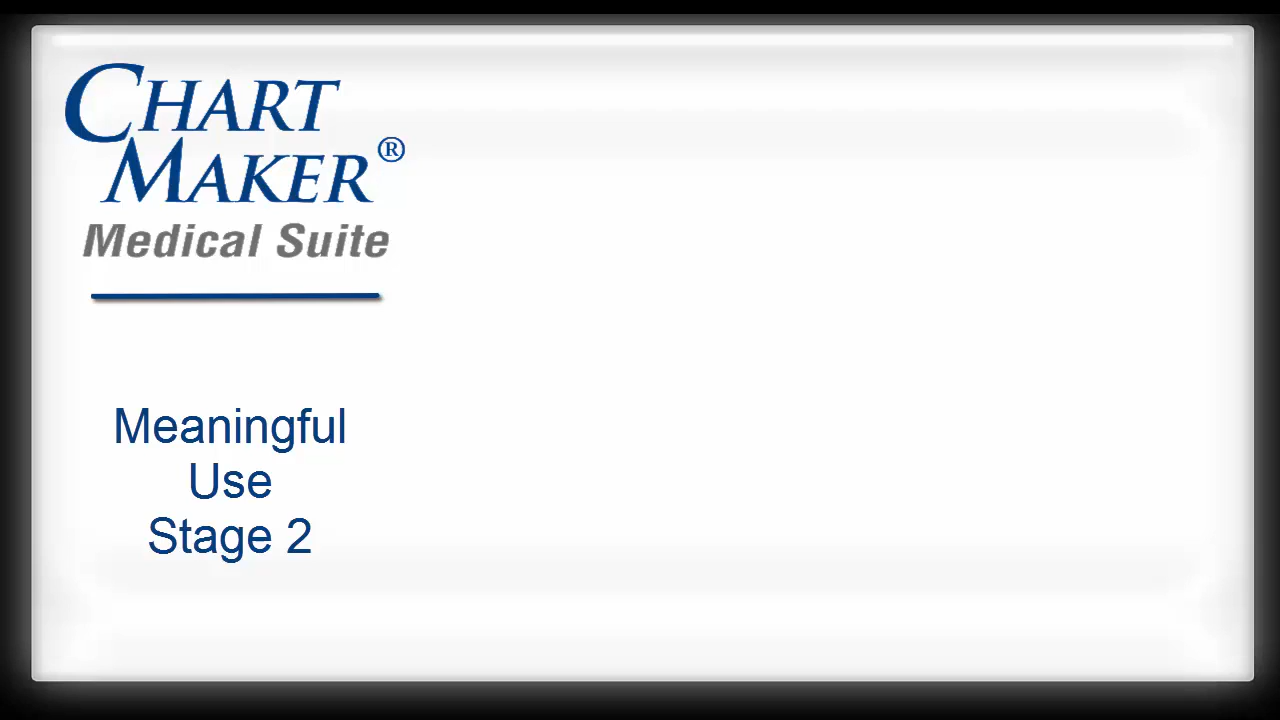 CHART
MAKER®
Medical Suite
Meaningful
Use
Stage 2